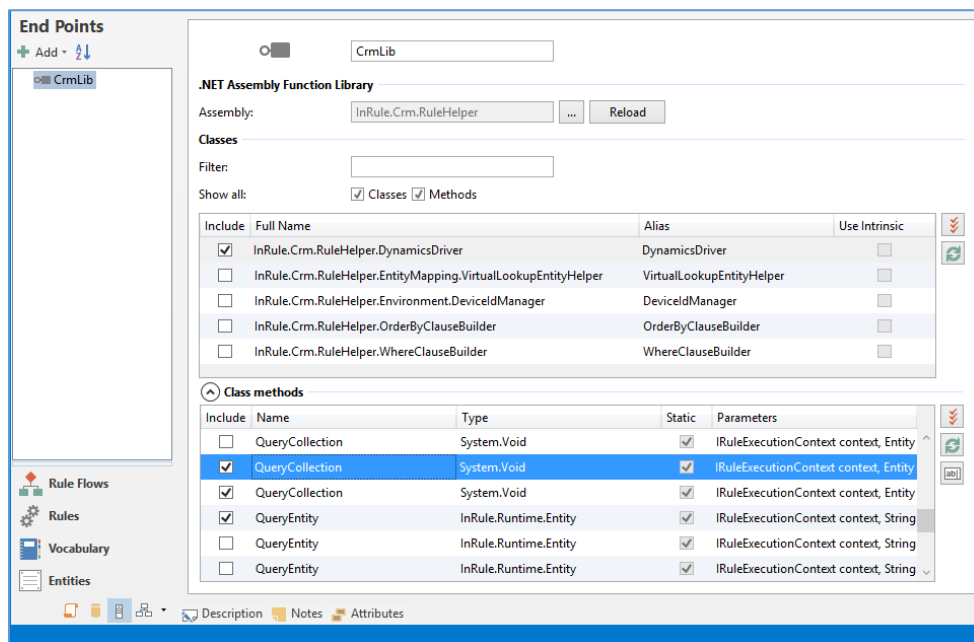 End Points
Add
CrmLib
CrmLib
.NET Assembly Function Library
Assembly: InRule.Crm.RuleHelper ... Reload
Classes
Filter:
Show all: Classes Methods
Include Full Name Alias Use Intrinsic
InRule.Crm.RuleHelper.DynamicsDriver DynamicsDriver
InRule.Crm.RuleHelper.EntityMapping.VirtualLookupEntityHelper VirtualLookupEntityHelper
InRule.Crm.RuleHelper.Environment.DeviceIdManager DeviceIdManager
InRule.Crm.RuleHelper.OrderByClauseBuilder OrderByClauseBuilder
InRule.Crm.RuleHelper.WhereClauseBuilder WhereClauseBuilder
Class methods
Include Name Type Static Parameters
QueryCollection System.Void IRuleExecutionContext context, Entity
QueryCollection System.Void IRuleExecutionContext context, Entity
QueryCollection System.Void IRuleExecutionContext context, Entity
QueryEntity InRule.Runtime.Entity IRuleExecutionContext context, String
QueryEntity InRule.Runtime.Entity IRuleExecutionContext context, String
QueryEntity InRule.Runtime.Entity IRuleExecutionContext context, String
Rule Flows
Rules
Vocabulary
Entities
Description Notes Attributes